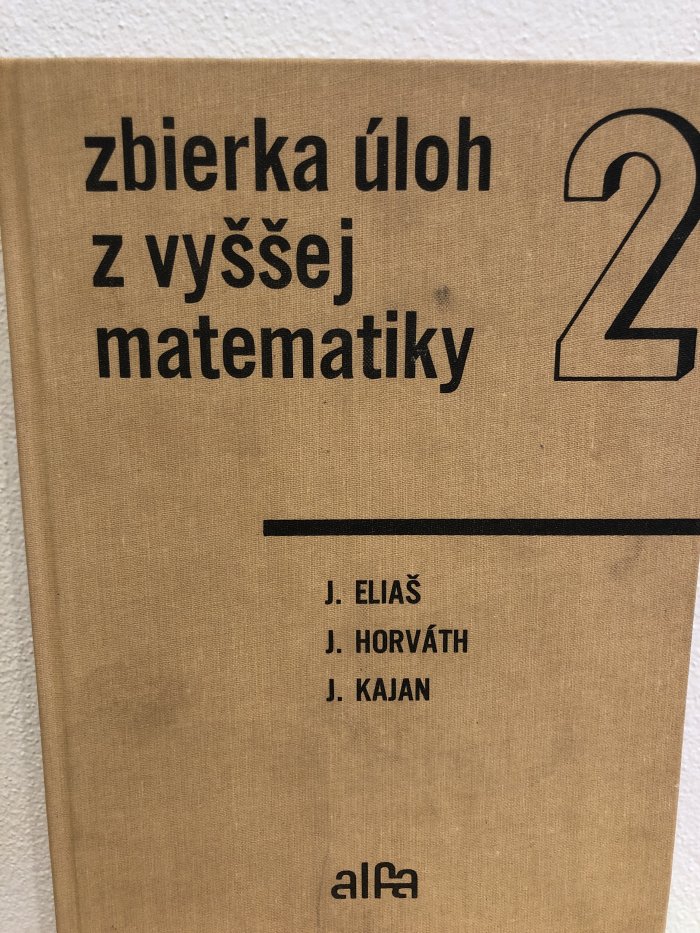 zbierka úloh
z vyššej
matematiky
2
J. ELIAŠ
J. HORVÁTH
J. KAJAN
alfa